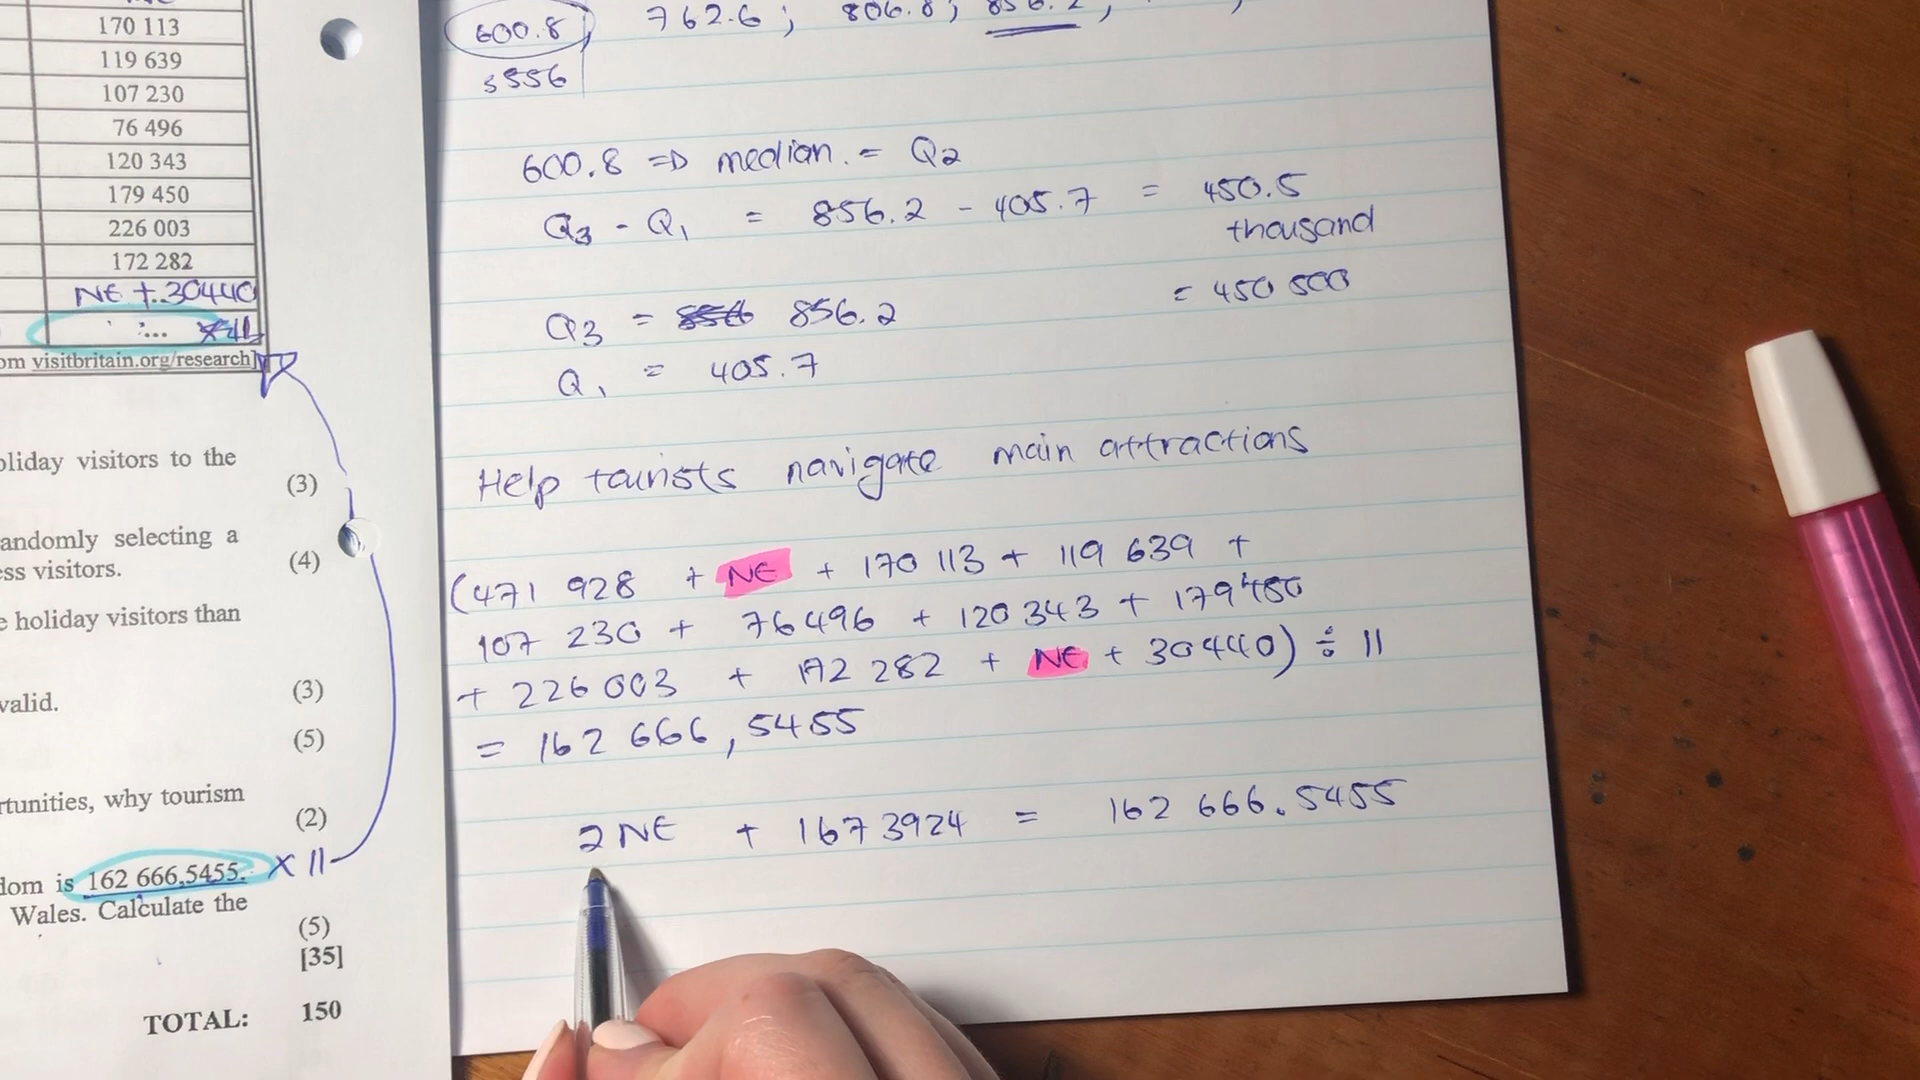 170 113
119 639
107 230
76 496
120 343
179 450
226 003
172 282
NE + 30440
x 11
om visitbritain.org/research]
oliday visitors to the
(3)
andomly selecting a
ess visitors.
(4)
e holiday visitors than
valid.
(3)
(5)
rtunities, why tourism
(2)
dom is 162 666,5455. x 11
Wales. Calculate the
(5)
[35]
TOTAL: 150
600.8 762.6 ; 806.8 ; 856.2 ,
3556
600.8 => median. = Q2
Q3 - Q1 = 856.2 - 405.7 = 450.5
thousand
= 450 500
Q3 = 856.2
Q1 = 405.7
Help tourists navigate main attractions
(471 928 + NE + 170 113 + 119 639 +
107 230 + 76496 + 120 343 + 179450
+ 226 003 + 172 282 + NE + 30440) ÷ 11
= 162 666,5455
2NE + 1673924 = 162 666.5455